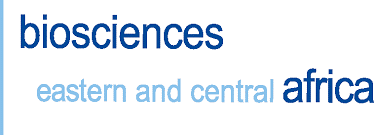 biosciences
eastern and central africa